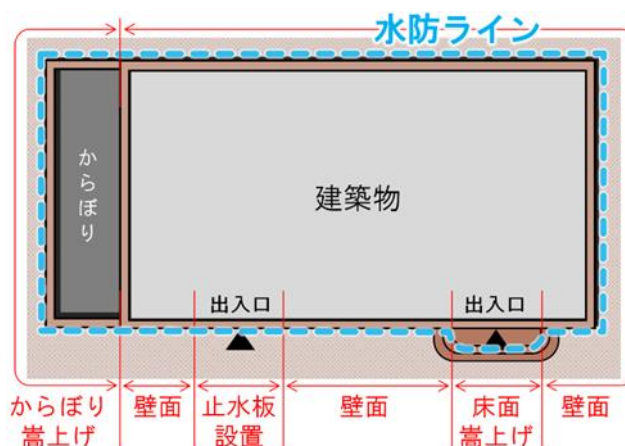 水防ライン
からぼり
建築物
出入口
出入口
からぼり
嵩上げ
壁面
止水板
設置
壁面
床面
嵩上げ
壁面